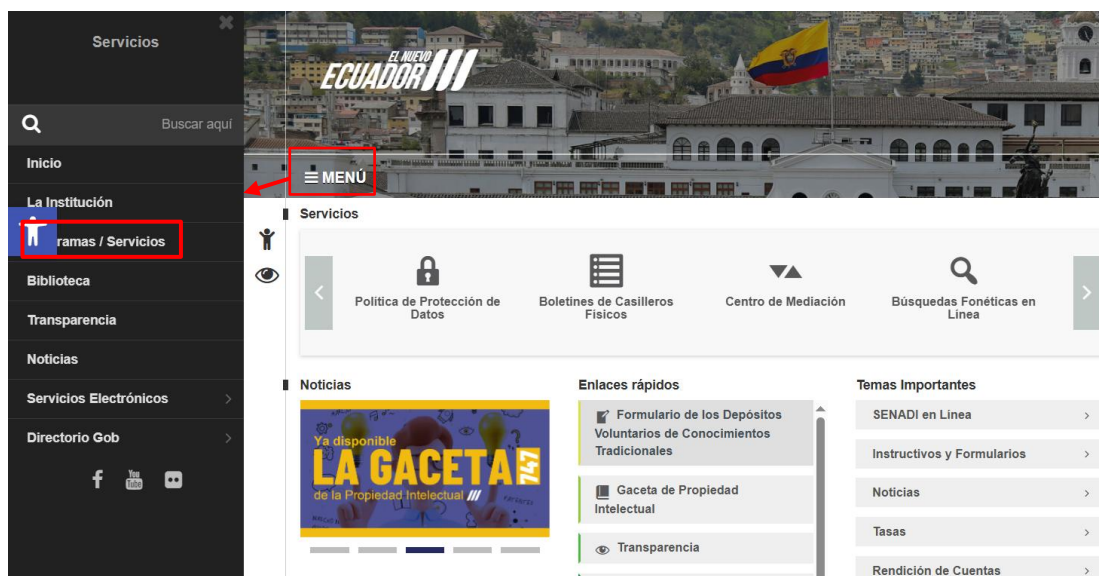 Servicios
Buscar aquí
Inicio
La Institución
ramas / Servicios
Biblioteca
Transparencia
Noticias
Servicios Electrónicos
Directorio Gob
You
Tube
EL NUEVO
ECUADOR
MENÚ
Servicios
Política de Protección de
Datos
Boletines de Casilleros
Físicos
Centro de Mediación
Búsquedas Fonéticas en
Línea
Noticias
Ya disponible
LA GACETA 747
de la Propiedad Intelectual
Enlaces rápidos
Formulario de los Depósitos
Voluntarios de Conocimientos
Tradicionales
Gaceta de Propiedad
Intelectual
Transparencia
Temas Importantes
SENADI en Línea
Instructivos y Formularios
Noticias
Tasas
Rendición de Cuentas